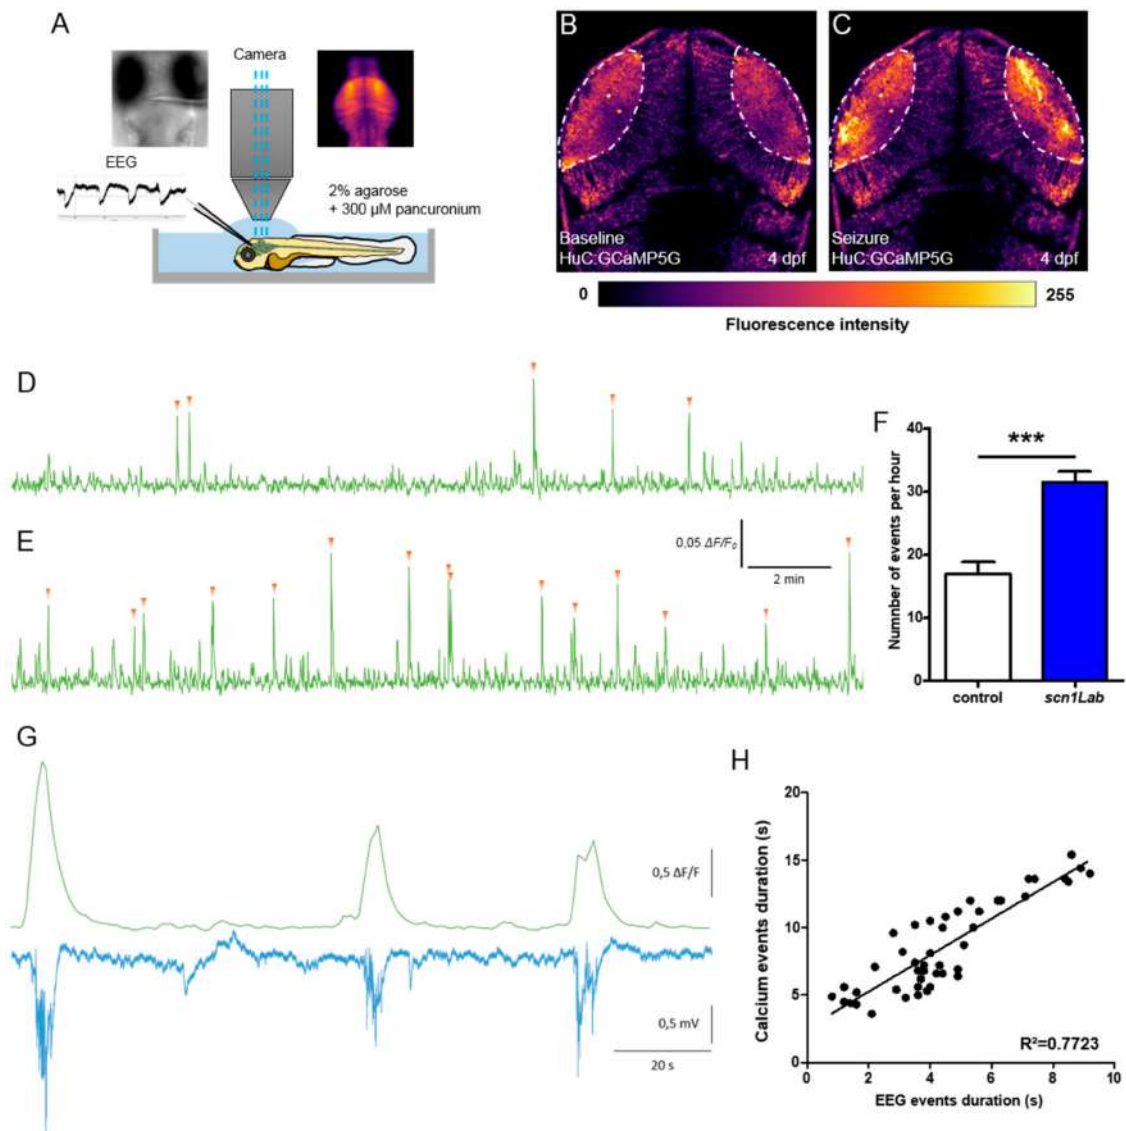 A
Camera
EEG
2% agarose
+ 300 µM pancuronium
B
Baseline
HuC:GCaMP5G
4 dpf
C
Seizure
HuC:GCaMP5G
4 dpf
0
255
Fluorescence intensity
D
E
0,05 ΔF/F₀
2 min
F
***
Numnber of events per hour
40
30
20
10
0
control
scn1Lab
G
0,5 ΔF/F
0,5 mV
20 s
H
Calcium events duration (s)
20
15
10
5
0
R²=0.7723
0
2
4
6
8
10
EEG events duration (s)